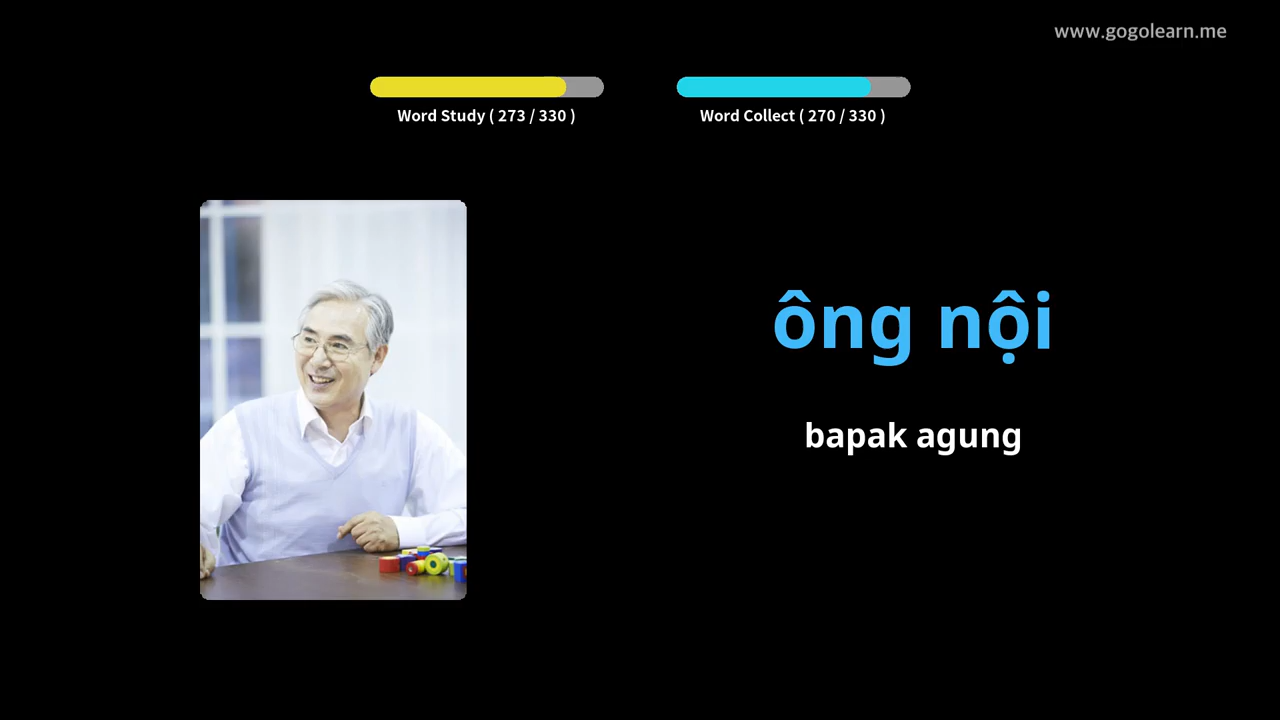 www.gogolearn.me
Word Study ( 273 / 330 )
Word Collect ( 270 / 330 )
ông nội
bapak agung